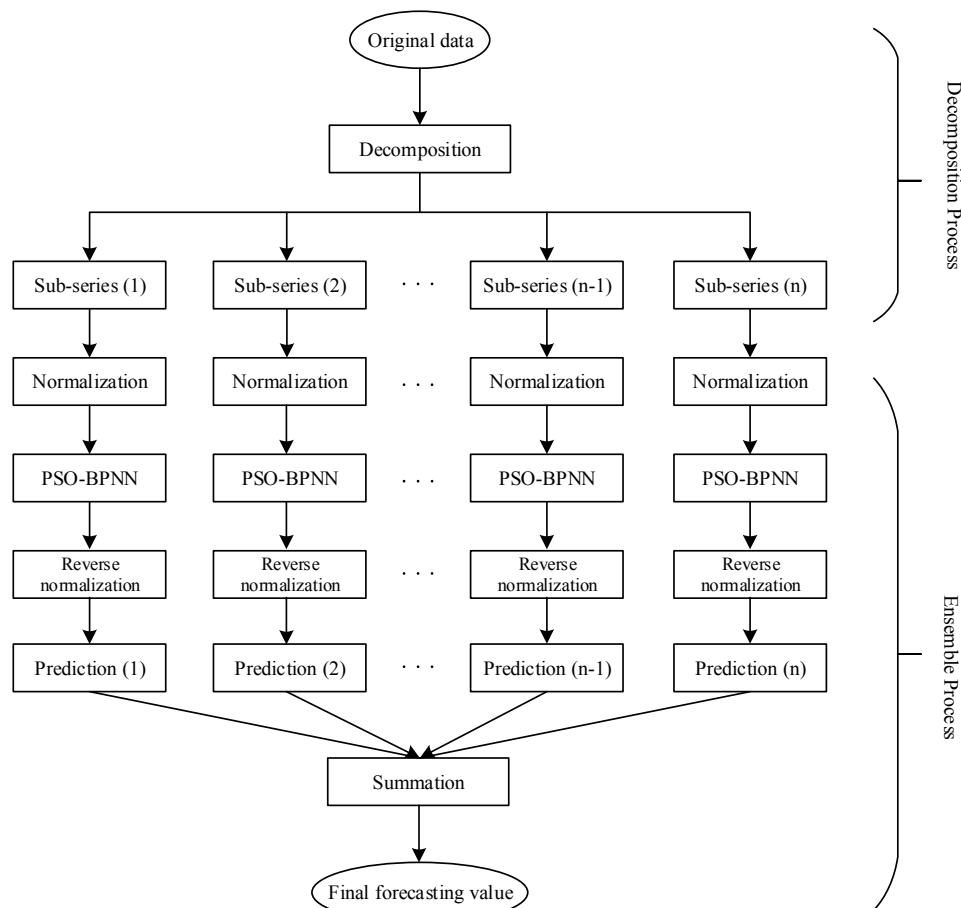 Original data
Decomposition
Sub-series (1)
Sub-series (2)
. . .
Sub-series (n-1)
Sub-series (n)
Normalization
Normalization
. . .
Normalization
Normalization
PSO-BPNN
PSO-BPNN
. . .
PSO-BPNN
PSO-BPNN
Reverse
normalization
Reverse
normalization
. . .
Reverse
normalization
Reverse
normalization
Prediction (1)
Prediction (2)
. . .
Prediction (n-1)
Prediction (n)
Summation
Final forecasting value
Decomposition Process
Ensemble Process